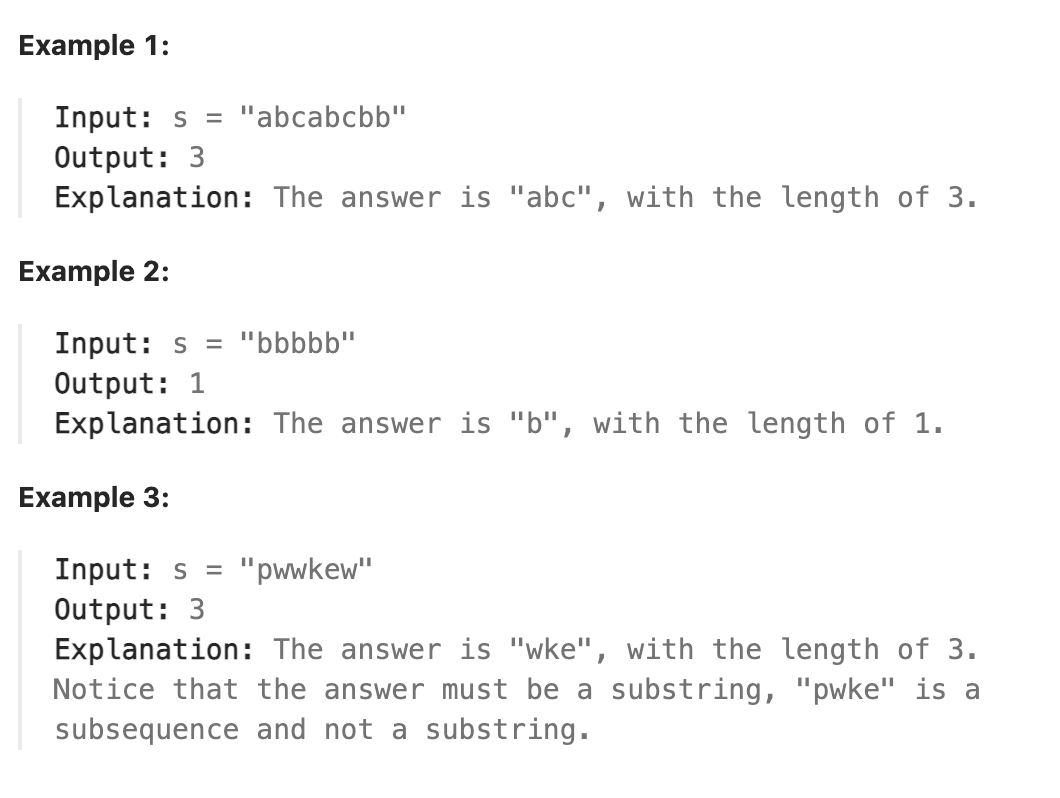 Example 1:
Input: s = "abcabcbb"
Output: 3
Explanation: The answer is "abc", with the length of 3.
Example 2:
Input: s = "bbbbb"
Output: 1
Explanation: The answer is "b", with the length of 1.
Example 3:
Input: s = "pwwkew"
Output: 3
Explanation: The answer is "wke", with the length of 3.
Notice that the answer must be a substring, "pwke" is a
subsequence and not a substring.